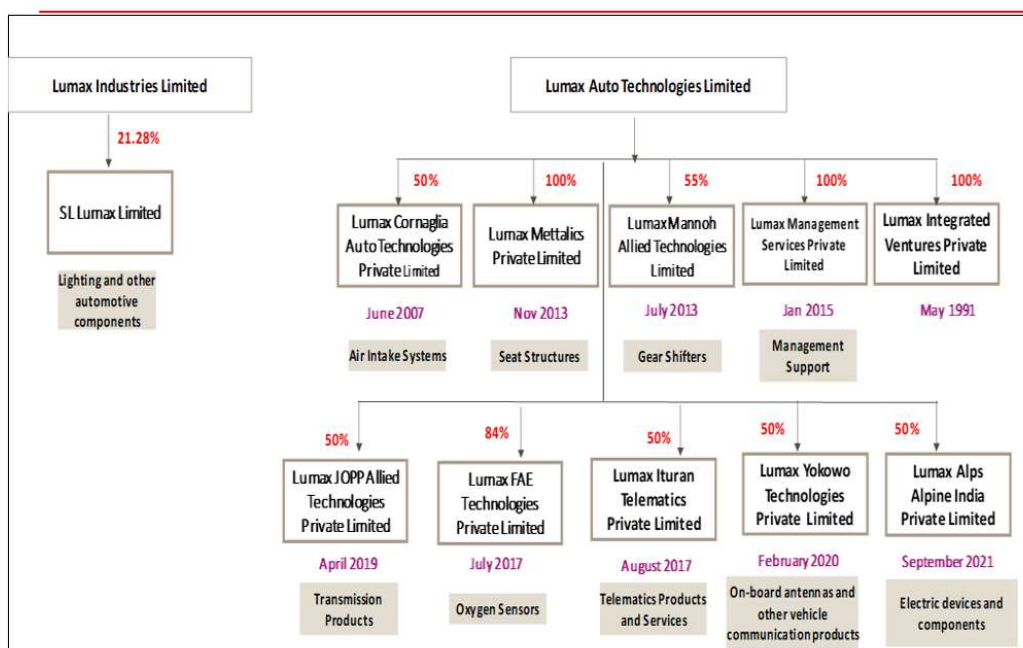 Lumax Industries Limited
Lumax Auto Technologies Limited
21.28%
SL Lumax Limited
Lighting and other
automotive
components
50%
100%
55%
100%
100%
Lumax Cornaglia
Auto Technologies
Private Limited
Lumax Mettalics
Private Limited
Lumax Mannoh
Allied Technologies
Limited
Lumax Management
Services Private
Limited
Lumax Integrated
Ventures Private
Limited
June 2007
Nov 2013
July 2013
Jan 2015
May 1991
Air Intake Systems
Seat Structures
Gear Shifters
Management
Support
50%
84%
50%
50%
50%
Lumax JOPP Allied
Technologies
Private Limited
Lumax FAE
Technologies
Private Limited
Lumax Ituran
Telematics
Private Limited
Lumax Yokowo
Technologies
Private Limited
Lumax Alps
Alpine India
Private Limited
April 2019
July 2017
August 2017
February 2020
September 2021
Transmission
Products
Oxygen Sensors
Telematics Products
and Services
On-board antennas and
other vehicle
communication products
Electric devices and
components